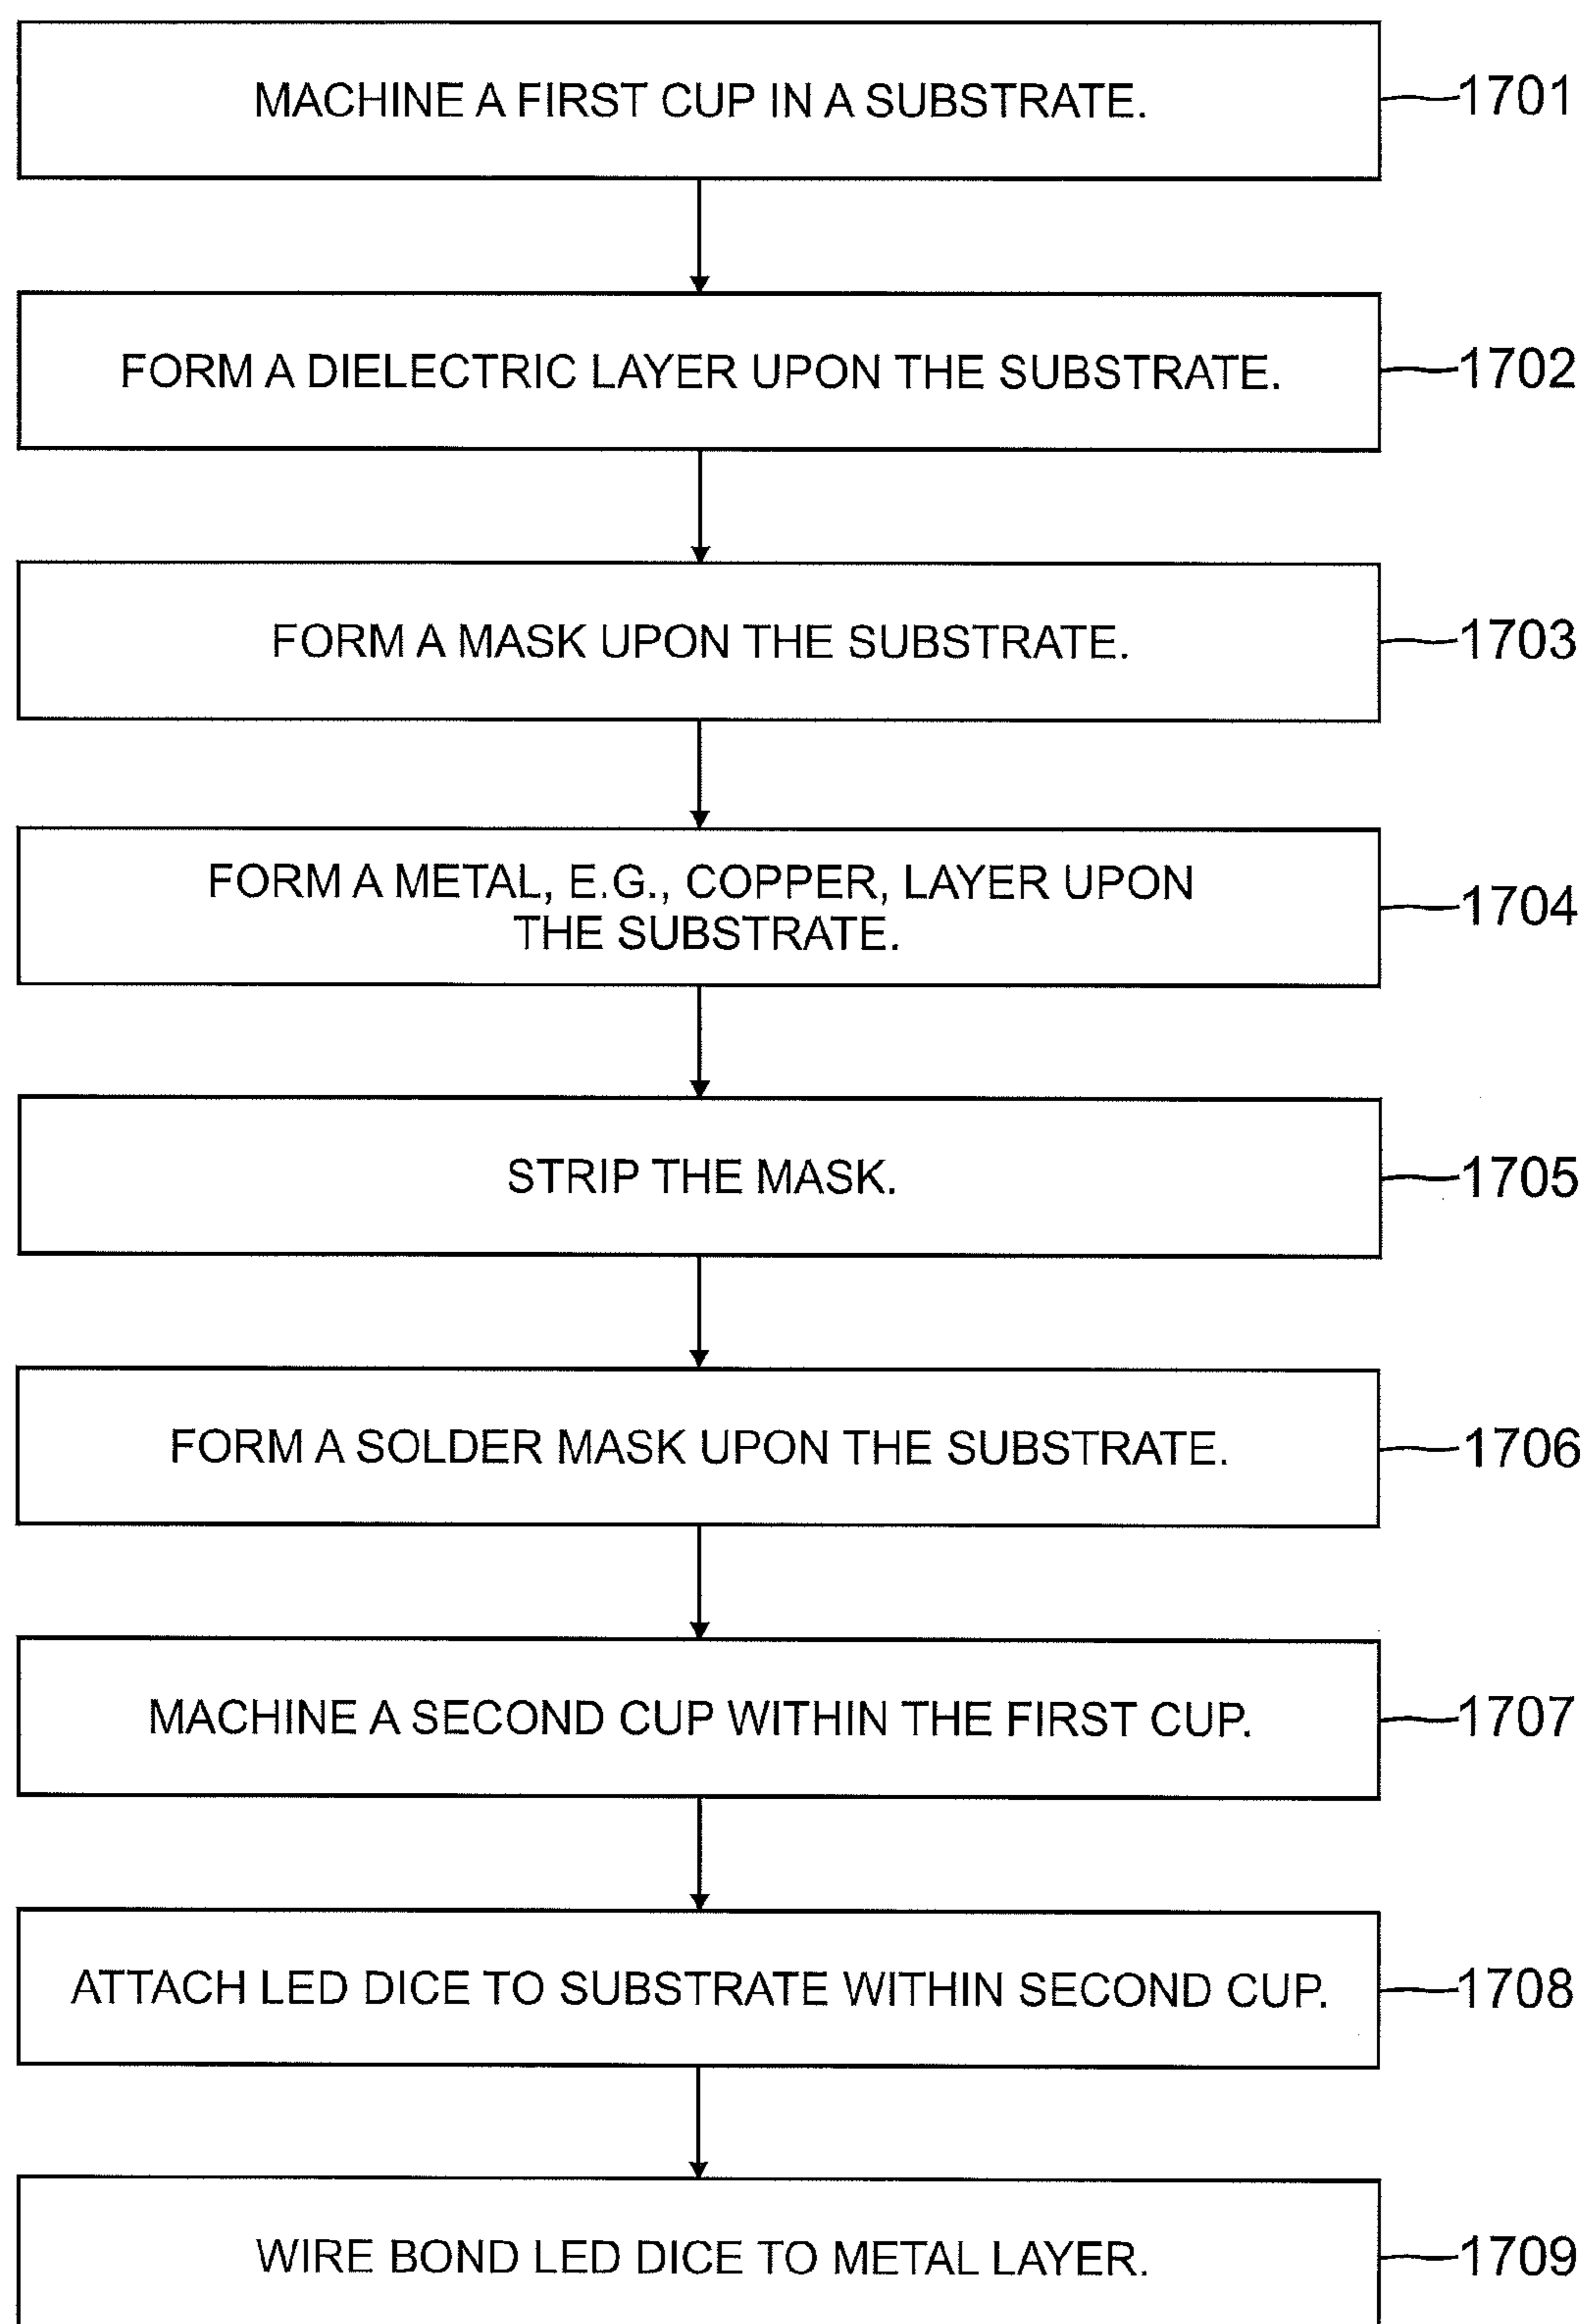 MACHINE A FIRST CUP IN A SUBSTRATE.
1701
FORM A DIELECTRIC LAYER UPON THE SUBSTRATE.
1702
FORM A MASK UPON THE SUBSTRATE.
1703
FORM A METAL, E.G., COPPER, LAYER UPON
THE SUBSTRATE.
1704
STRIP THE MASK.
1705
FORM A SOLDER MASK UPON THE SUBSTRATE.
1706
MACHINE A SECOND CUP WITHIN THE FIRST CUP.
1707
ATTACH LED DICE TO SUBSTRATE WITHIN SECOND CUP.
1708
WIRE BOND LED DICE TO METAL LAYER.
1709